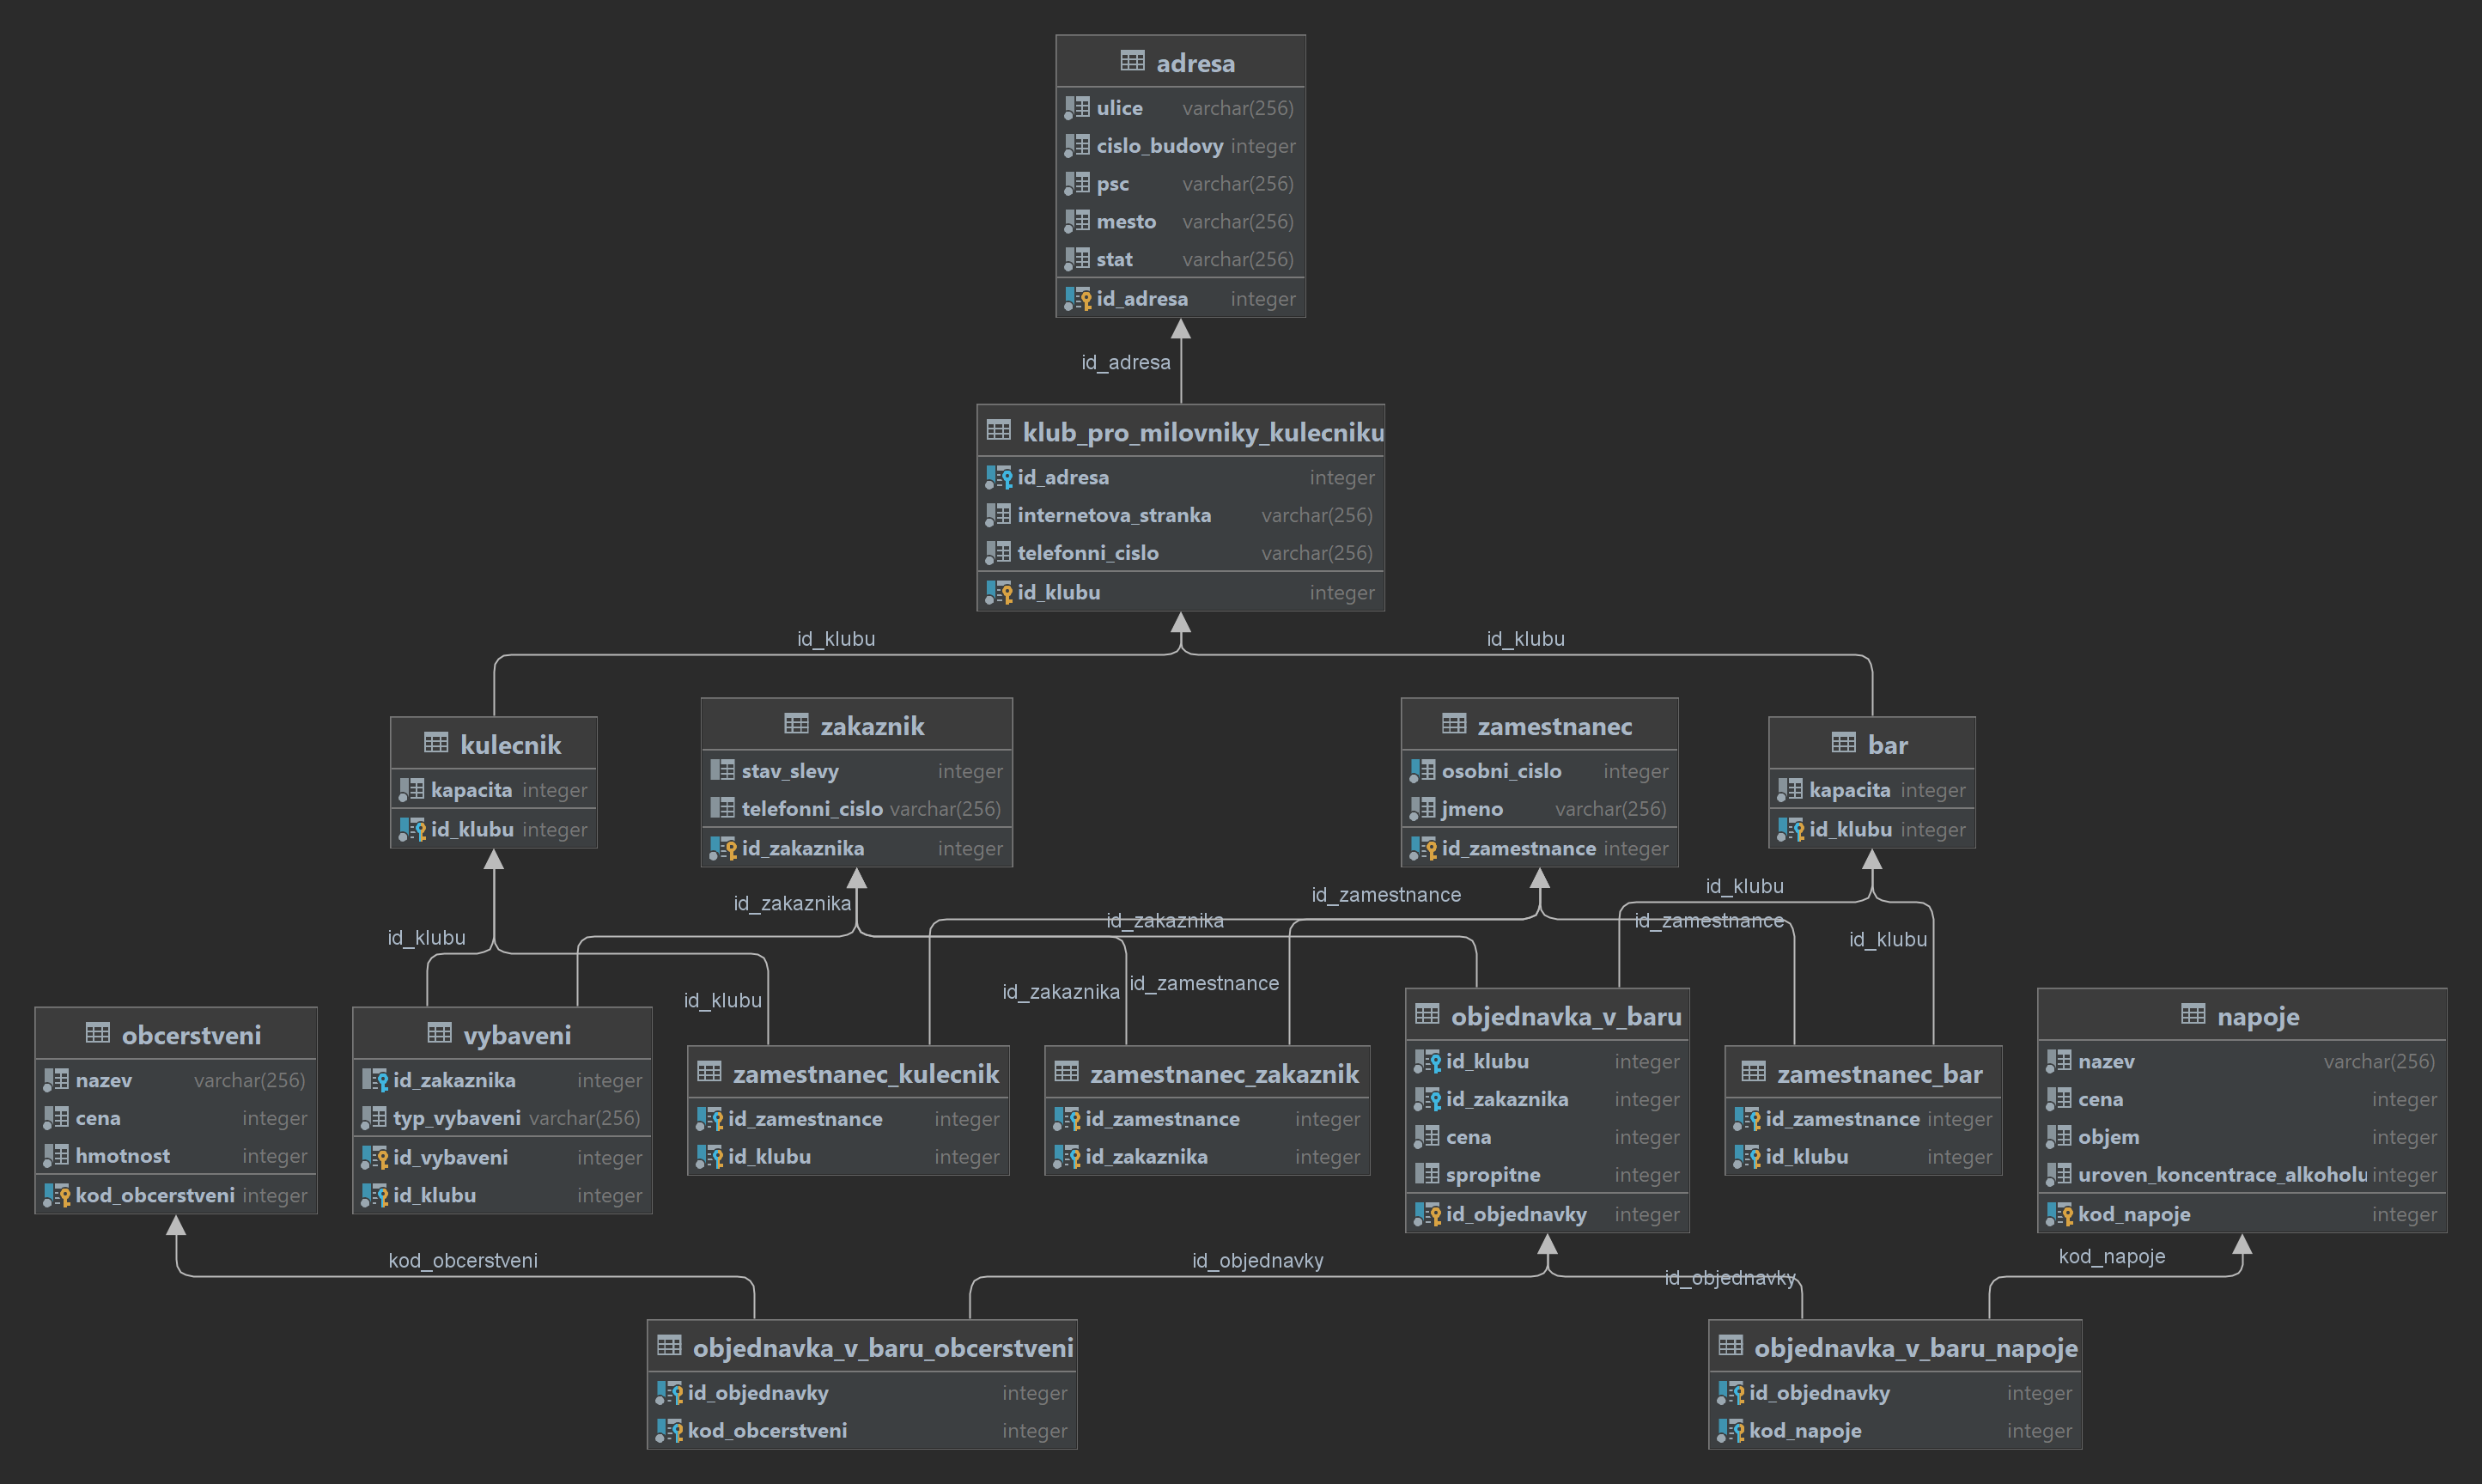 adresa
ulice varchar(256)
cislo_budovy integer
psc varchar(256)
mesto varchar(256)
stat varchar(256)
id_adresa integer
id_adresa
klub_pro_milovniky_kulecniku
id_adresa integer
internetova_stranka varchar(256)
telefonni_cislo varchar(256)
id_klubu integer
id_klubu
id_klubu
kulecnik
kapacita integer
id_klubu integer
zakaznik
stav_slevy integer
telefonni_cislo varchar(256)
id_zakaznika integer
zamestnanec
osobni_cislo integer
jmeno varchar(256)
id_zamestnance integer
bar
kapacita integer
id_klubu integer
id_klubu
id_zakaznika
id_zakaznika
id_zamestnance
id_klubu
id_zamestnance
id_klubu
id_klubu
id_zakaznika
id_zamestnance
obcerstveni
nazev varchar(256)
cena integer
hmotnost integer
kod_obcerstveni integer
vybaveni
id_zakaznika integer
typ_vybaveni varchar(256)
id_vybaveni integer
id_klubu integer
zamestnanec_kulecnik
id_zamestnance integer
id_klubu integer
zamestnanec_zakaznik
id_zamestnance integer
id_zakaznika integer
objednavka_v_baru
id_klubu integer
id_zakaznika integer
cena integer
spropitne integer
id_objednavky integer
zamestnanec_bar
id_zamestnance integer
id_klubu integer
napoje
nazev varchar(256)
cena integer
objem integer
uroven_koncentrace_alkoholu integer
kod_napoje integer
kod_obcerstveni
id_objednavky
id_objednavky
kod_napoje
objednavka_v_baru_obcerstveni
id_objednavky integer
kod_obcerstveni integer
objednavka_v_baru_napoje
id_objednavky integer
kod_napoje integer